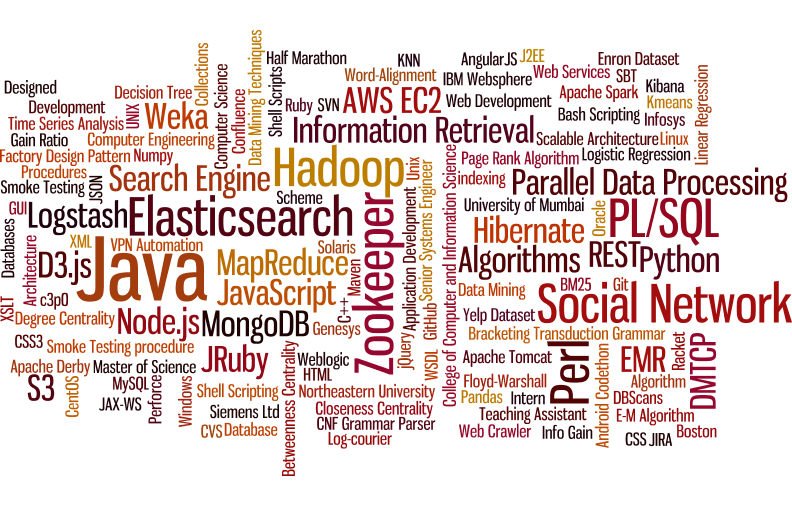 Half Marathon
KNN
AngularJS
J2EE
Enron Dataset
Collections
Data Mining Techniques
Word-Alignment
IBM Websphere
Web Services
SBT
Kibana
Designed
Decision Tree
Computer Science
Confluence
Shell Scripts
Ruby
SVN
AWS EC2
Web Development
Apache Spark
Kmeans
Linear Regression
Development
UNIX
Weka
Bash Scripting
Infosys
Time Series Analysis
Information Retrieval
Scalable Architecture
Linux
Gain Ratio
Computer Engineering
Factory Design Pattern
Numpy
Hadoop
Unix
Page Rank Algorithm
Logistic Regression
Procedures
Search Engine
Indexing
Parallel Data Processing
Smoke Testing
JSON
Scheme
Zookeeper
Application Development
Senior Systems Engineer
College of Computer and Information Science
University of Mumbai
Oracle
GUI
Logstash
Elasticsearch
Hibernate
PL/SQL
Databases
XML
VPN Automation
Solaris
Algorithms
REST
Python
Architecture
D3.js
Java
MapReduce
Maven
XSLT
c3p0
JavaScript
C++
GitHub
Data Mining
BM25
Git
Degree Centrality
Node.js
MongoDB
Genesys
Yelp Dataset
Social Network
CSS3
Smoke Testing procedure
jQuery
WSDL
Bracketing Transduction Grammar
Apache Derby
Master of Science
JRuby
Weblogic
Apache Tomcat
Perl
EMR
Racket
DMTCP
S3
CentOS
MySQL
Perforce
Windows
Shell Scripting
Betweenness Centrality
HTML
Floyd-Warshall
Algorithm
Northeastern University
Pandas
Intern
Android Codethon
DBScans
JAX-WS
Siemens Ltd
Closeness Centrality
Teaching Assistant
E-M Algorithm
CVS
Database
CNF Grammar Parser
Web Crawler
Info Gain
CSS
JIRA
Boston
Log-courier